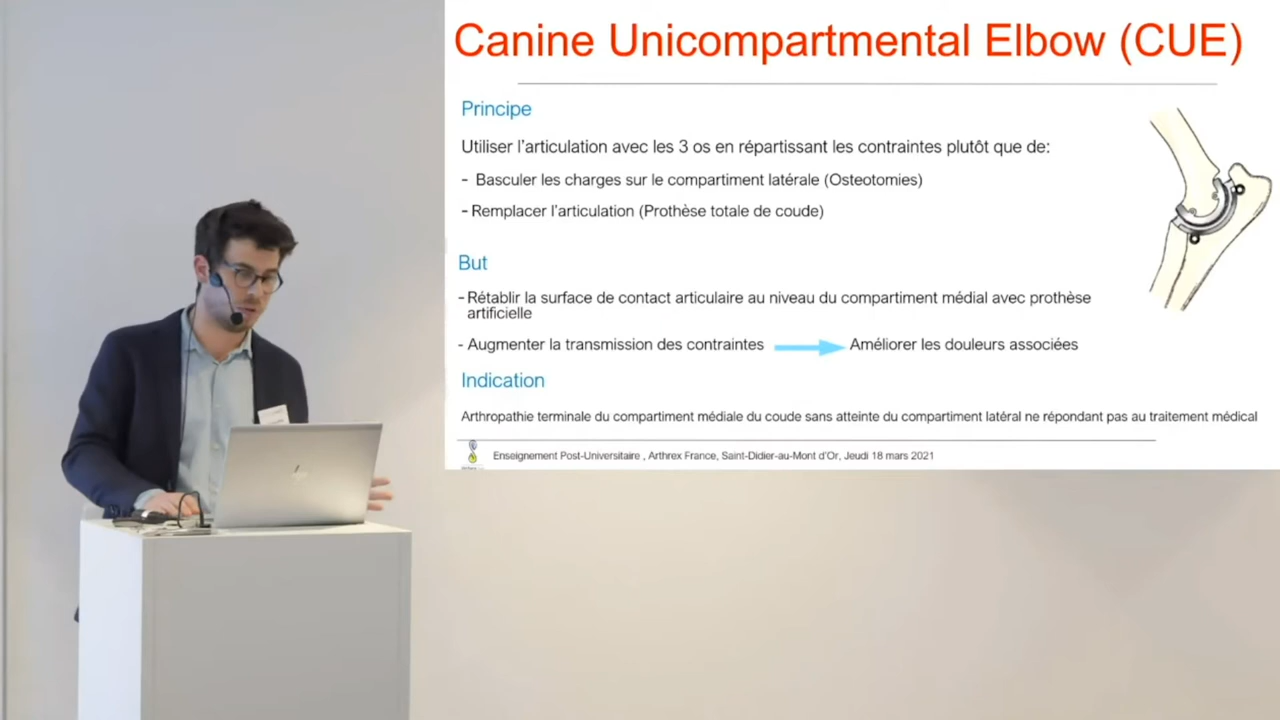 Canine Unicompartmental Elbow (CUE)
Principe
Utiliser l'articulation avec les 3 os en répartissant les contraintes plutôt que de:
- Basculer les charges sur le compartiment latérale (Osteotomies)
- Remplacer l'articulation (Prothèse totale de coude)
But
- Rétablir la surface de contact articulaire au niveau du compartiment médial avec prothèse
artificielle
- Augmenter la transmission des contraintes Améliorer les douleurs associées
Indication
Arthropathie terminale du compartiment médiale du coude sans atteinte du compartiment latéral ne répondant pas au traitement médical
Enseignement Post-Universitaire , Arthrex France, Saint-Didier-au-Mont d'Or, Jeudi 18 mars 2021